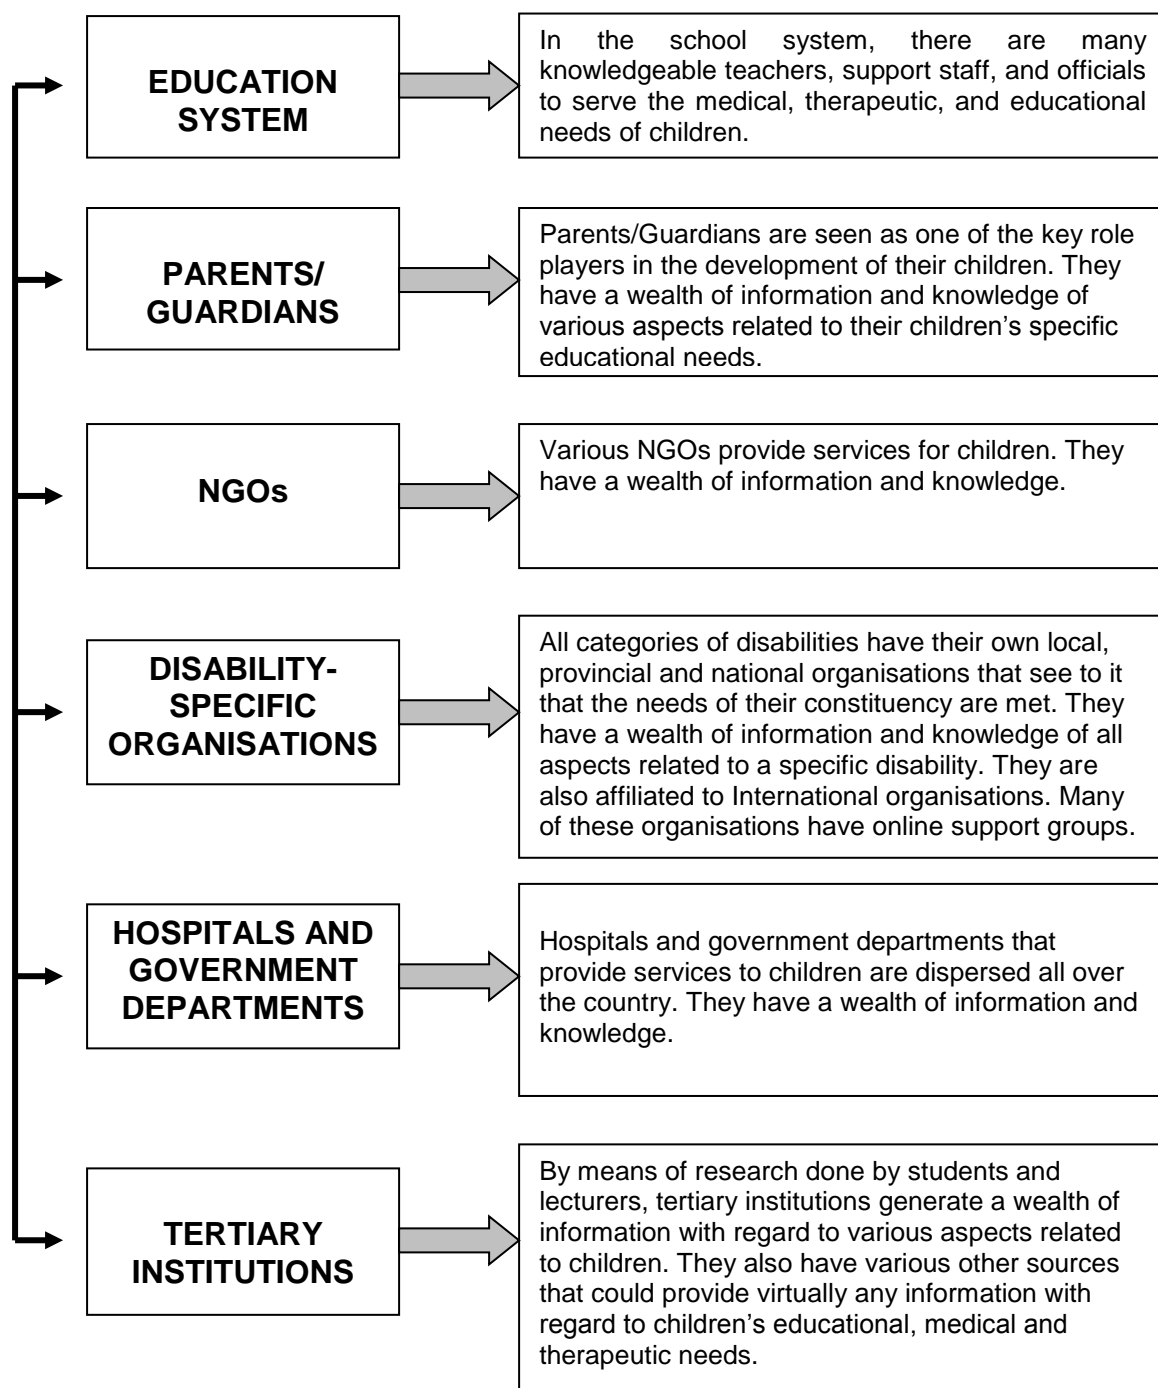 EDUCATION
SYSTEM
In the school system, there are many
knowledgeable teachers, support staff, and officials
to serve the medical, therapeutic, and educational
needs of children.
PARENTS/
GUARDIANS
Parents/Guardians are seen as one of the key role
players in the development of their children. They
have a wealth of information and knowledge of
various aspects related to their children’s specific
educational needs.
NGOs
Various NGOs provide services for children. They
have a wealth of information and knowledge.
DISABILITY-
SPECIFIC
ORGANISATIONS
All categories of disabilities have their own local,
provincial and national organisations that see to it
that the needs of their constituency are met. They
have a wealth of information and knowledge of all
aspects related to a specific disability. They are
also affiliated to International organisations. Many
of these organisations have online support groups.
HOSPITALS AND
GOVERNMENT
DEPARTMENTS
Hospitals and government departments that
provide services to children are dispersed all over
the country. They have a wealth of information and
knowledge.
TERTIARY
INSTITUTIONS
By means of research done by students and
lecturers, tertiary institutions generate a wealth of
information with regard to various aspects related
to children. They also have various other sources
that could provide virtually any information with
regard to children’s educational, medical and
therapeutic needs.